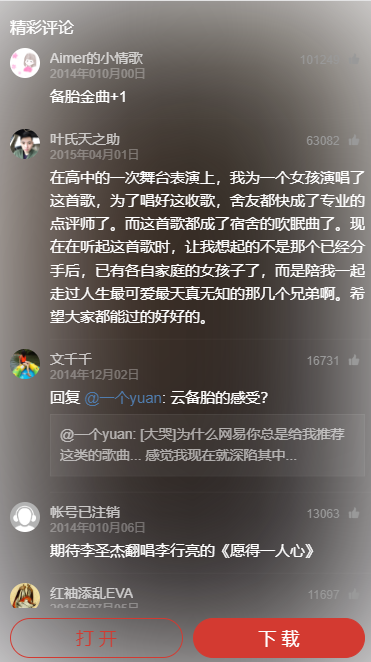 精彩评论
Aimer的小情歌
2014年010月00日
备胎金曲+1
叶氏天之助
63082
2015年04月01日
在高中的一次舞台表演上，我为一个女孩演唱了
这首歌，为了唱好这收歌，舍友都快成了专业的
点评师了。而这首歌都成了宿舍的吹眠曲了。现
在在听起这首歌时，让我想起的不是那个已经分
手后，已有各自家庭的女孩子了，而是陪我一起
走过人生最可爱最天真无知的那几个兄弟啊。希
望大家都能过的好好的。
文千千
16731
2014年12月02日
回复 @一个yuan: 云备胎的感受？
@一个yuan: [大哭]为什么网易你总是给我推荐
这类的歌曲... 感觉我现在就深陷其中...
帐号已注销
13063
2014年010月06日
期待李圣杰翻唱李行亮的《愿得一人心》
红袖添乱EVA
11697
2015年07月05日
打 开
下 载